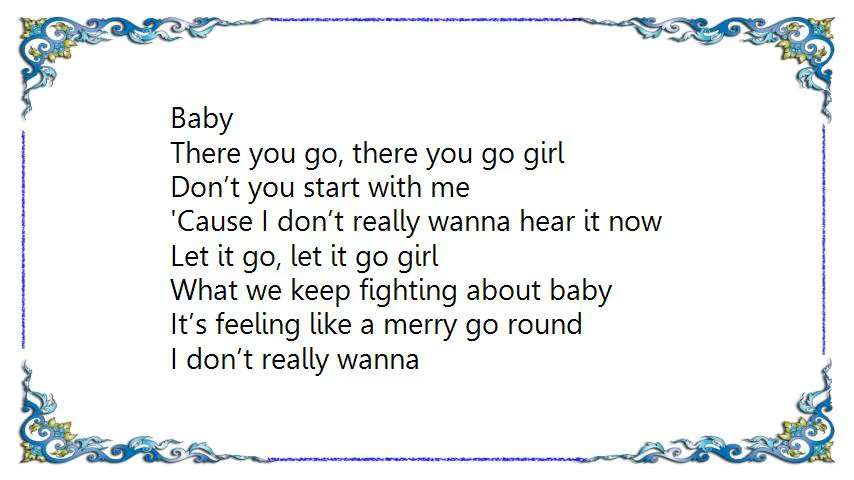 Baby
There you go, there you go girl
Don’t you start with me
'Cause I don’t really wanna hear it now
Let it go, let it go girl
What we keep fighting about baby
It’s feeling like a merry go round
I don’t really wanna